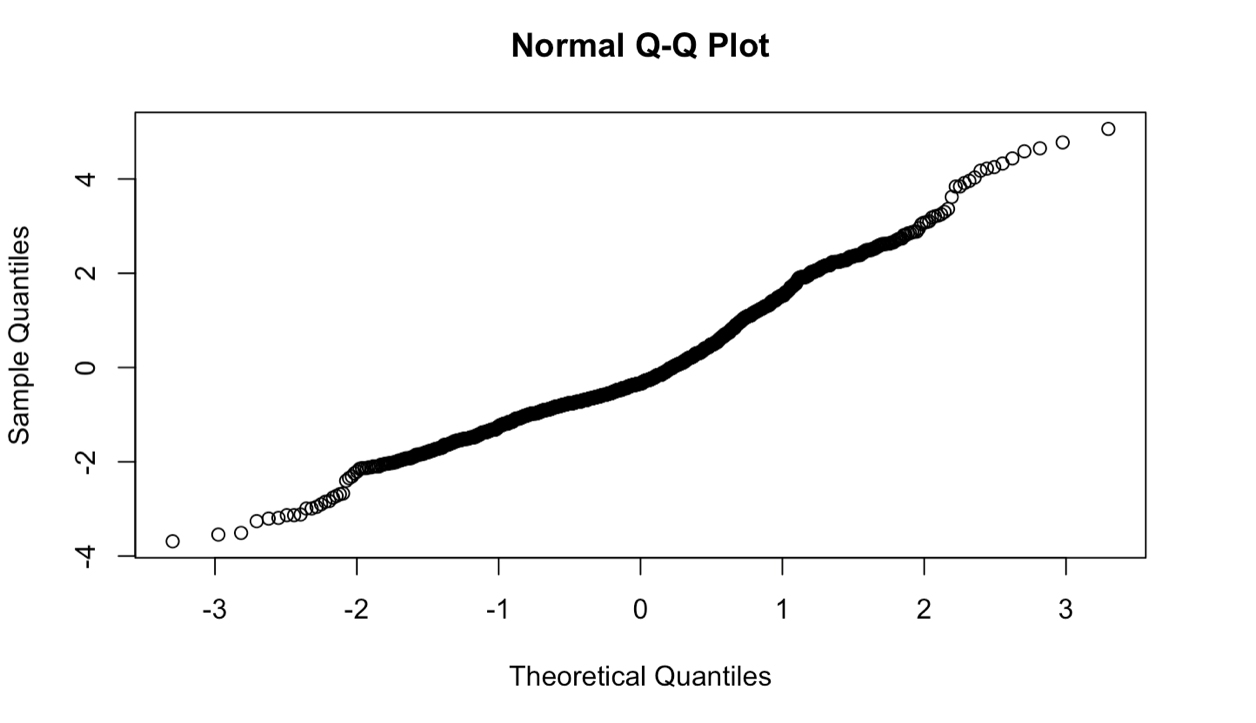 Normal Q-Q Plot
Sample Quantiles
4
2
0
-2
-4
-3 -2 -1 0 1 2 3
Theoretical Quantiles